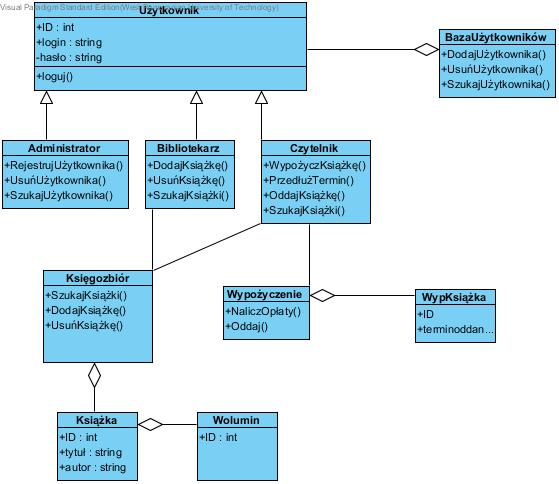 Visual Paradigm Standard Edition(West Pomeranian University of Technology)
Użytkownik
+ID : int
+login : string
-hasło : string
+loguj()
BazaUżytkowników
+DodajUżytkownika()
+UsuńUżytkownika()
+SzukajUżytkownika()
Administrator
+RejestrujUżytkownika()
+UsuńUżytkownika()
+SzukajUżytkownika()
Bibliotekarz
+DodajKsiążkę()
+UsuńKsiążkę()
+SzukajKsiążki()
Czytelnik
+WypożyczKsiążkę()
+PrzedłużTermin()
+OddajKsiążkę()
+SzukajKsiążki()
Księgozbiór
+SzukajKsiążki()
+DodajKsiążkę()
+UsuńKsiążkę()
Wypożyczenie
+NaliczOpłaty()
+Oddaj()
WypKsiążka
+ID
+terminoddan...
Książka
+ID : int
+tytuł : string
+autor : string
Wolumin
+ID : int